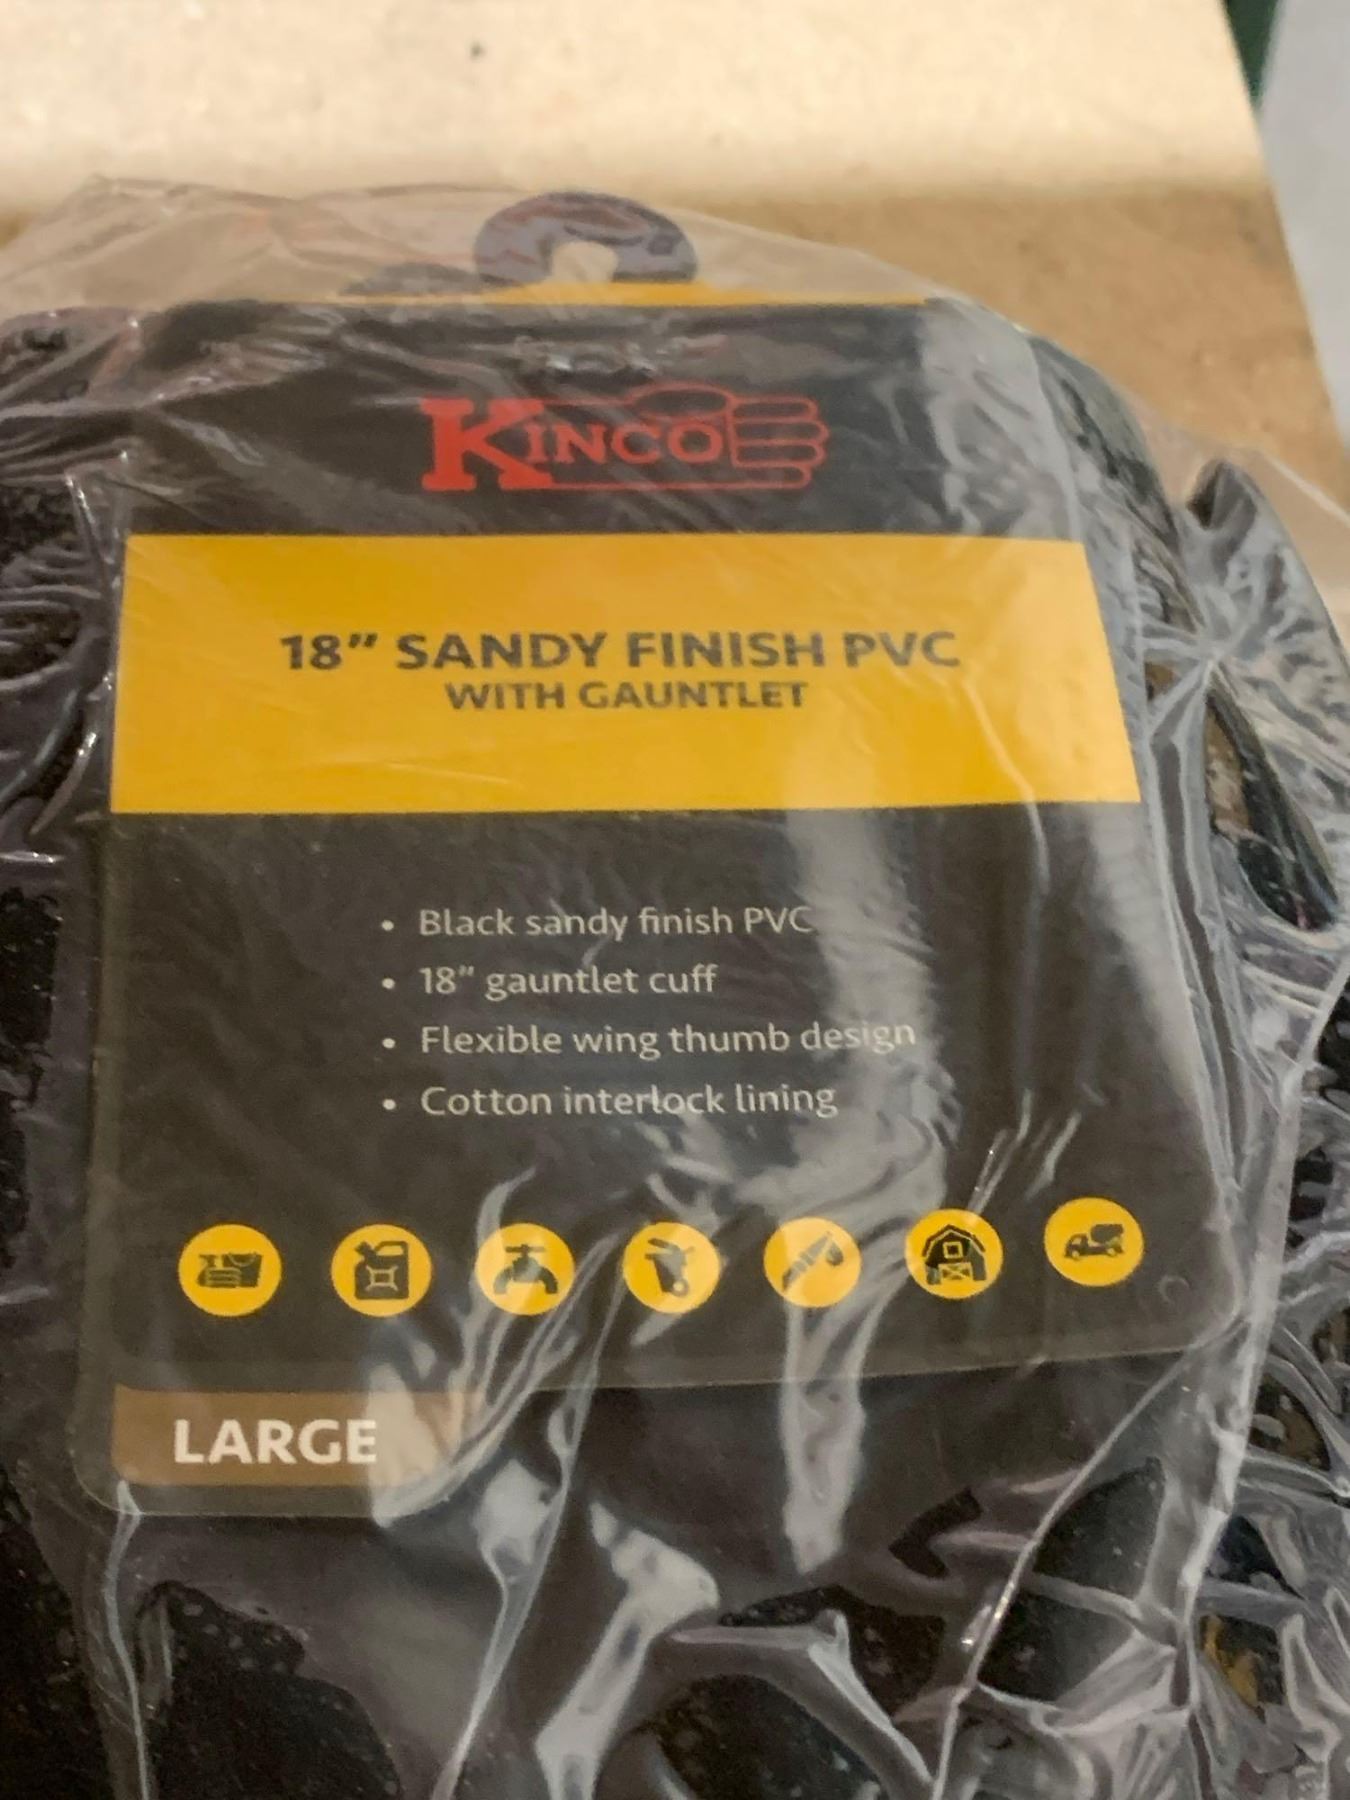 KINCO
18" SANDY FINISH PVC
WITH GAUNTLET
• Black sandy finish PVC
• 18" gauntlet cuff
• Flexible wing thumb design
• Cotton interlock lining
LARGE